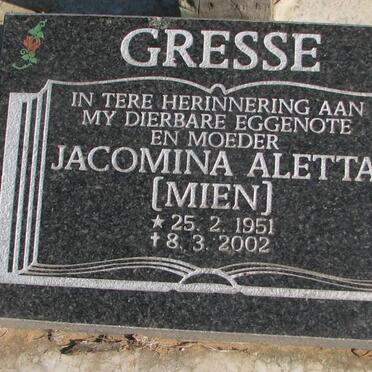 GRESSE
IN TERE HERINNERING AAN
MY DIERBARE EGGENOTE
EN MOEDER
JACOMINA ALETTA
(MIEN)
★ 25. 2. 1951
✝ 8. 3. 2002